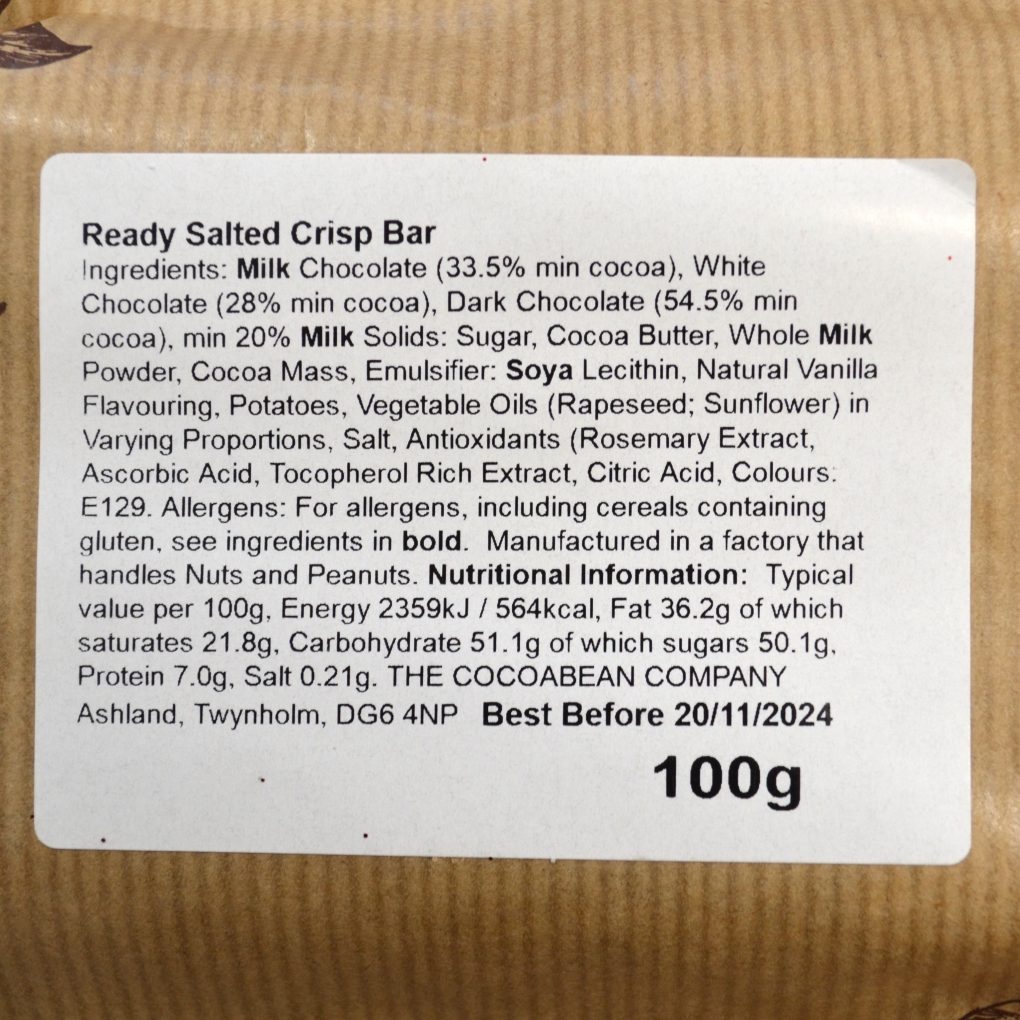 Ready Salted Crisp Bar
Ingredients: Milk Chocolate (33.5% min cocoa), White
Chocolate (28% min cocoa), Dark Chocolate (54.5% min
cocoa), min 20% Milk Solids: Sugar, Cocoa Butter, Whole Milk
Powder, Cocoa Mass, Emulsifier: Soya Lecithin, Natural Vanilla
Flavouring, Potatoes, Vegetable Oils (Rapeseed; Sunflower) in
Varying Proportions, Salt, Antioxidants (Rosemary Extract,
Ascorbic Acid, Tocopherol Rich Extract, Citric Acid, Colours:
E129. Allergens: For allergens, including cereals containing
gluten, see ingredients in bold. Manufactured in a factory that
handles Nuts and Peanuts. Nutritional Information: Typical
value per 100g, Energy 2359kJ / 564kcal, Fat 36.2g of which
saturates 21.8g, Carbohydrate 51.1g of which sugars 50.1g,
Protein 7.0g, Salt 0.21g. THE COCOABEAN COMPANY
Ashland, Twynholm, DG6 4NP Best Before 20/11/2024
100g